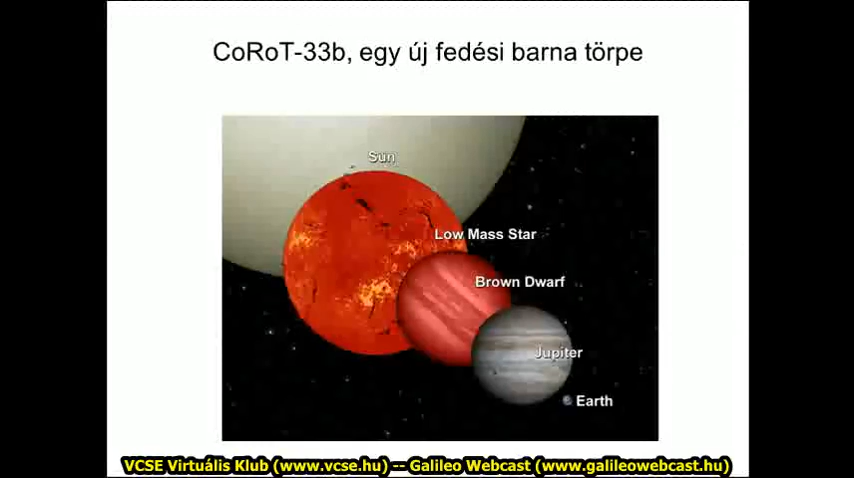 CoRoT-33b, egy új fedési barna törpe
Sun
Low Mass Star
Brown Dwarf
Jupiter
Earth
VCSE Virtuális Klub (www.vcse.hu) -- Galileo Webcast (www.galileowebcast.hu)